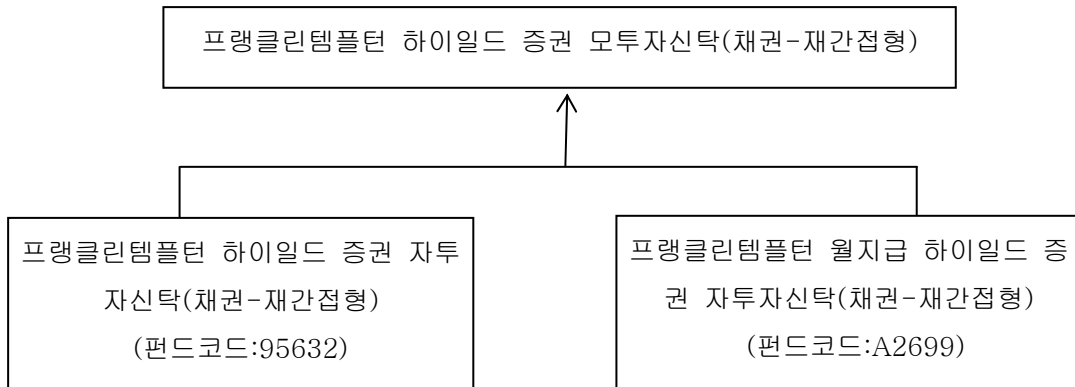 프랭클린템플턴 하이일드 증권 모투자신탁(채권-재간접형)
프랭클린템플턴 하이일드 증권 자투
자신탁(채권-재간접형)
(펀드코드:95632)
프랭클린템플턴 월지급 하이일드 증
권 자투자신탁(채권-재간접형)
(펀드코드:A2699)